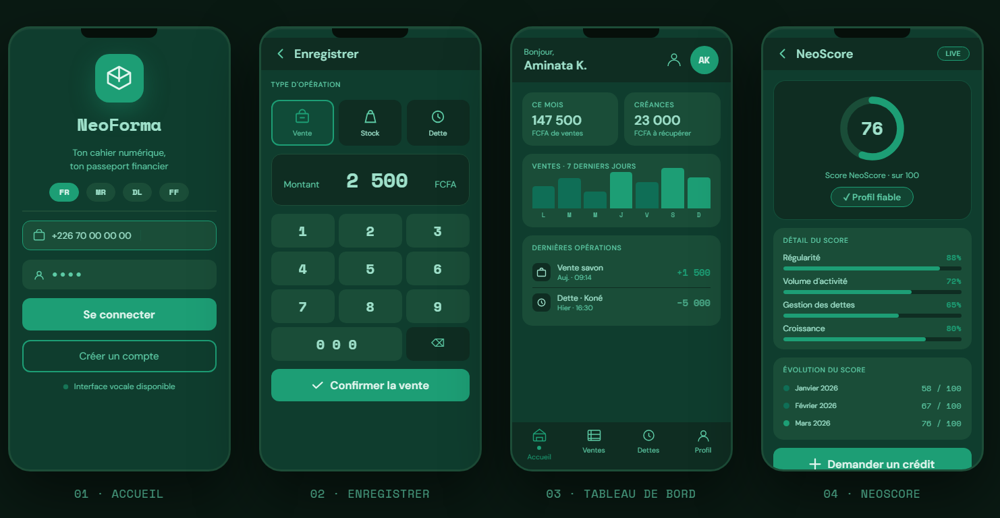 NeoForma
Ton cahier numérique,
ton passeport financier
FR MR DL FF
+226 70 00 00 00
••••
Se connecter
Créer un compte
Interface vocale disponible
01 · ACCUEIL
Enregistrer
TYPE D'OPÉRATION
Vente Stock Dette
Montant 2 500 FCFA
1 2 3
4 5 6
7 8 9
0 0 0 ⌫
Confirmer la vente
02 · ENREGISTRER
Bonjour,
Aminata K.
AK
CE MOIS
147 500
FCFA de ventes
CRÉANCES
23 000
FCFA à récupérer
VENTES · 7 DERNIERS JOURS
L M M J V S D
DERNIÈRES OPÉRATIONS
Vente savon
Auj. · 09:14
+1 500
Dette · Koné
Hier · 16:30
-5 000
Accueil Ventes Dettes Profil
03 · TABLEAU DE BORD
NeoScore
LIVE
76
Score NeoScore · sur 100
✓ Profil fiable
DÉTAIL DU SCORE
Régularité 88%
Volume d'activité 72%
Gestion des dettes 65%
Croissance 80%
ÉVOLUTION DU SCORE
Janvier 2026 58 / 100
Février 2026 67 / 100
Mars 2026 76 / 100
Demander un crédit
04 · NEOSCORE